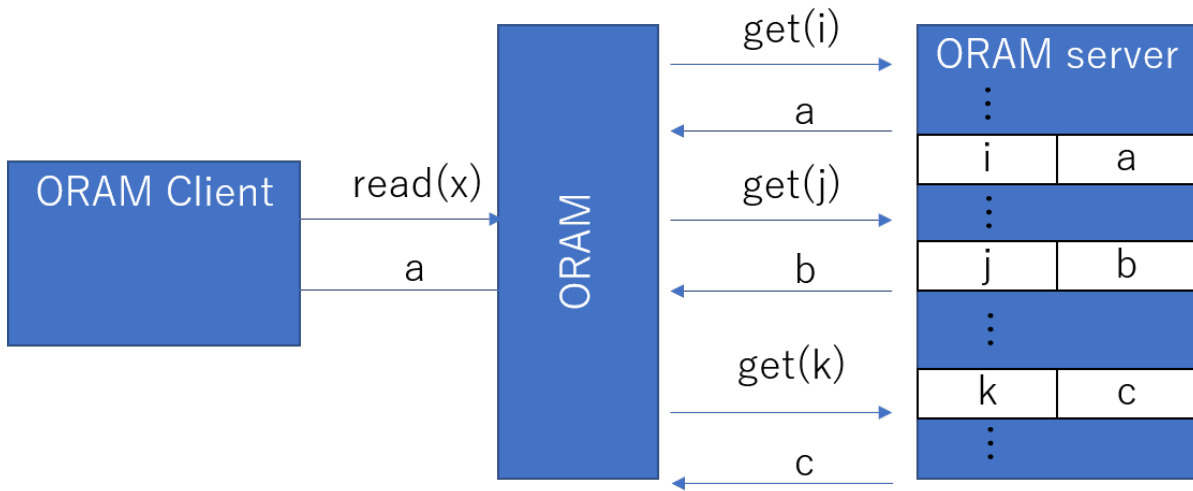 ORAM Client
read(x)
a
ORAM
get(i)
a
get(j)
b
get(k)
c
ORAM server
⋮
i a
⋮
j b
⋮
k c
⋮